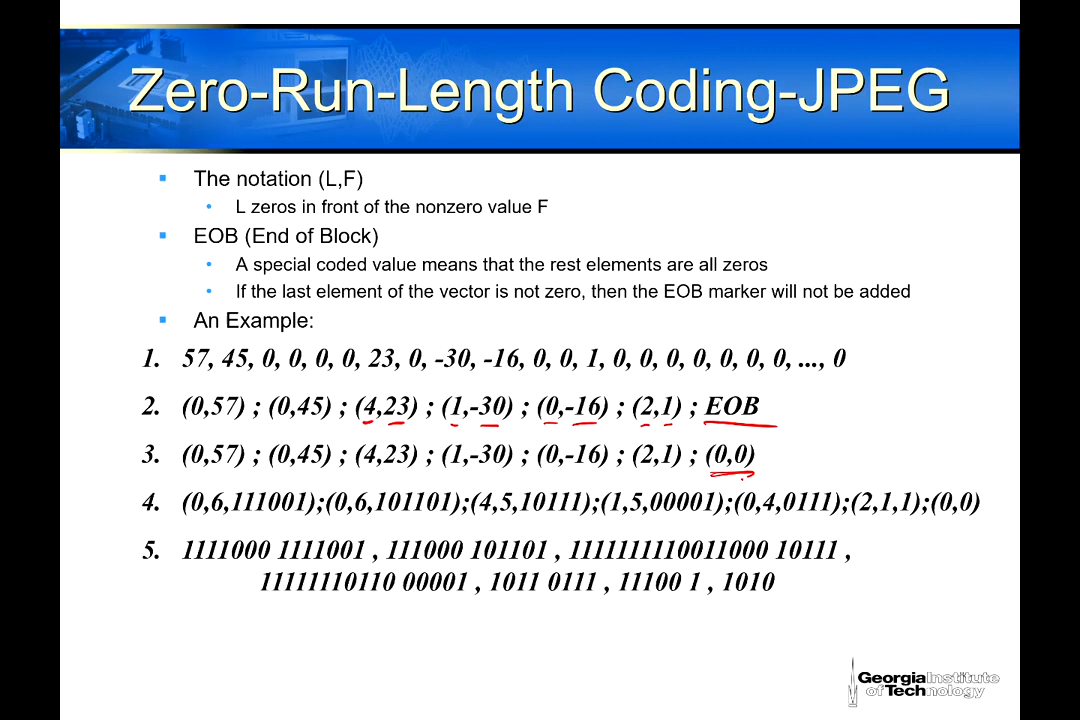 Zero-Run-Length Coding-JPEG
The notation (L,F)
L zeros in front of the nonzero value F
EOB (End of Block)
A special coded value means that the rest elements are all zeros
If the last element of the vector is not zero, then the EOB marker will not be added
An Example:
1. 57, 45, 0, 0, 0, 0, 23, 0, -30, -16, 0, 0, 1, 0, 0, 0, 0, 0, 0, 0, ..., 0
2. (0,57) ; (0,45) ; (4,23) ; (1,-30) ; (0,-16) ; (2,1) ; EOB
3. (0,57) ; (0,45) ; (4,23) ; (1,-30) ; (0,-16) ; (2,1) ; (0,0)
4. (0,6,111001);(0,6,101101);(4,5,10111);(1,5,00001);(0,4,0111);(2,1,1);(0,0)
5. 1111000 1111001 , 111000 101101 , 1111111110011000 10111 ,
11111110110 00001 , 1011 0111 , 11100 1 , 1010
GeorgiaInstitute
ofTechnology